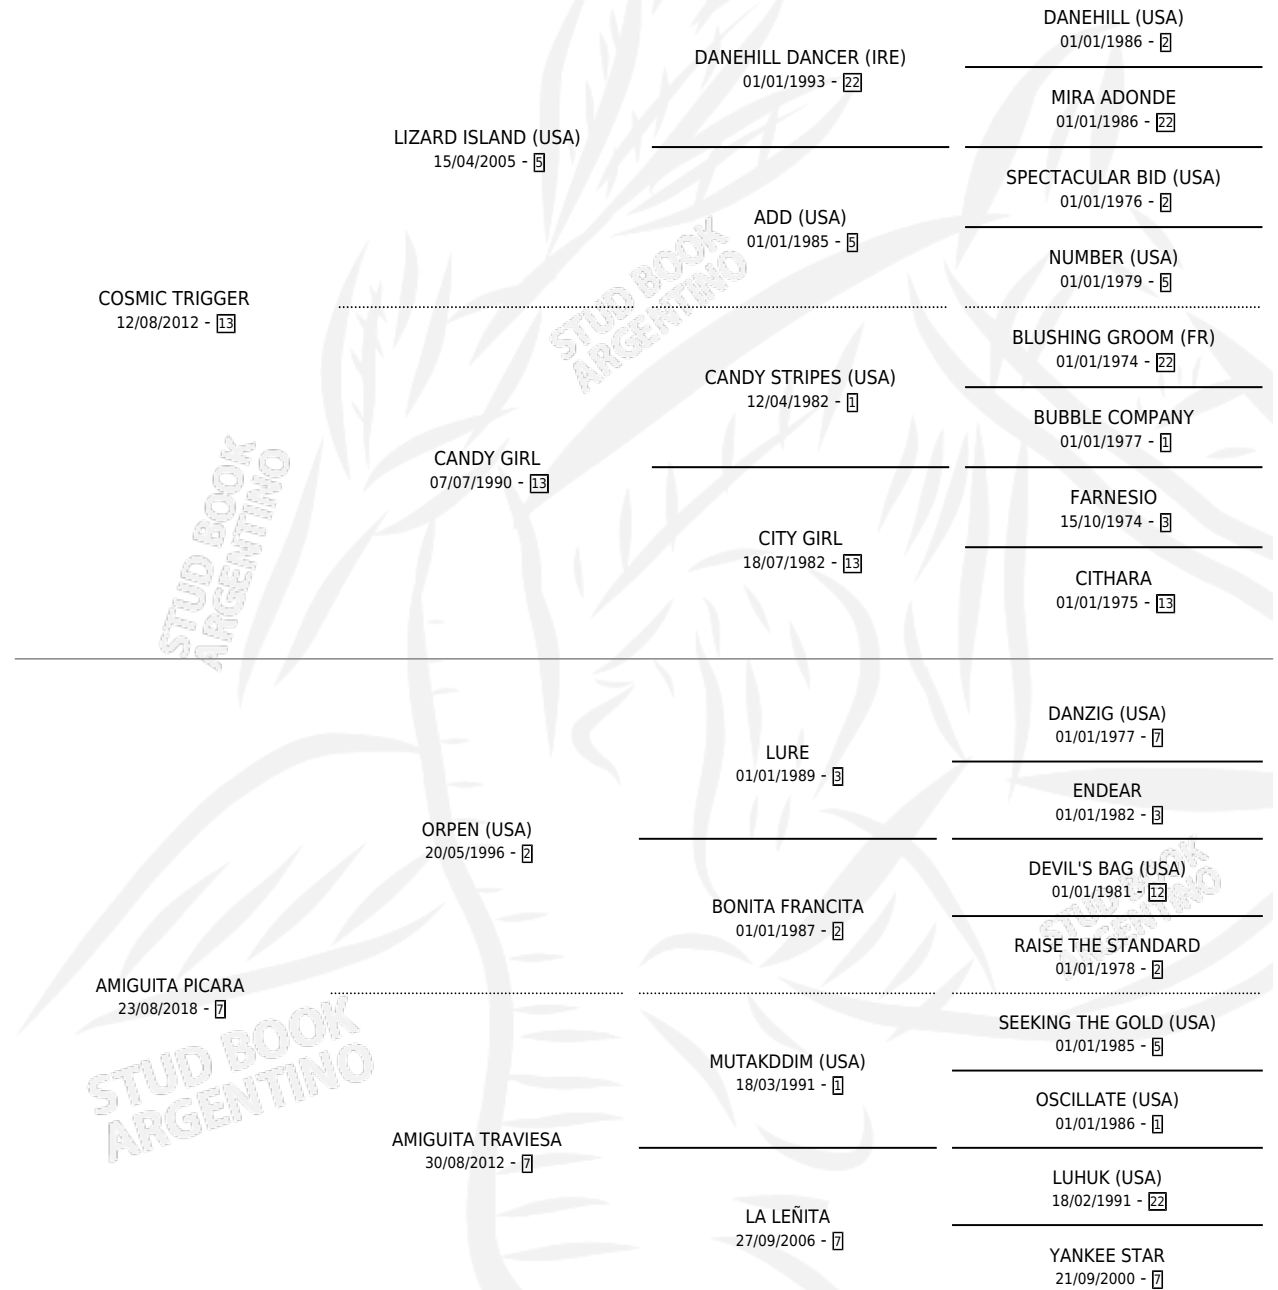 DANEHILL (USA)
01/01/1986 - 2
DANEHILL DANCER (IRE)
01/01/1993 - 22
MIRA ADONDE
01/01/1986 - 22
LIZARD ISLAND (USA)
15/04/2005 - 5
SPECTACULAR BID (USA)
01/01/1976 - 2
ADD (USA)
01/01/1985 - 5
NUMBER (USA)
01/01/1979 - 5
COSMIC TRIGGER
12/08/2012 - 13
BLUSHING GROOM (FR)
01/01/1974 - 22
CANDY STRIPES (USA)
12/04/1982 - 1
BUBBLE COMPANY
01/01/1977 - 1
CANDY GIRL
07/07/1990 - 13
FARNESIO
15/10/1974 - 3
CITY GIRL
18/07/1982 - 13
CITHARA
01/01/1975 - 13
STUD BOOK
ARGENTINO
STUD BOOK
ARGENTINO
DANZIG (USA)
01/01/1977 - 7
LURE
01/01/1989 - 3
ENDEAR
01/01/1982 - 3
ORPEN (USA)
20/05/1996 - 2
DEVIL'S BAG (USA)
01/01/1981 - 12
BONITA FRANCITA
01/01/1987 - 2
RAISE THE STANDARD
01/01/1978 - 2
AMIGUITA PICARA
23/08/2018 - 7
SEEKING THE GOLD (USA)
01/01/1985 - 5
MUTAKDDIM (USA)
18/03/1991 - 1
OSCILLATE (USA)
01/01/1986 - 1
AMIGUITA TRAVIESA
30/08/2012 - 7
LUHUK (USA)
18/02/1991 - 22
LA LEÑITA
27/09/2006 - 7
YANKEE STAR
21/09/2000 - 7
STUD BOOK
ARGENTINO
STUD BOOK
ARGENTINO